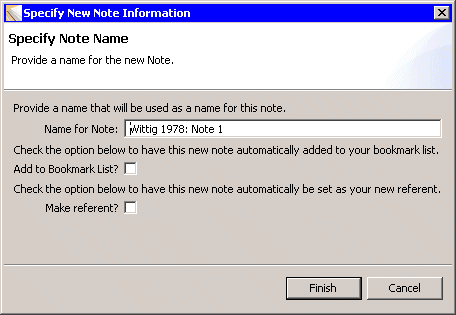 Specify New Note Information
Specify Note Name
Provide a name for the new Note.
Provide a name that will be used as a name for this note.
Name for Note: Wittig 1978: Note 1
Check the option below to have this new note automatically added to your bookmark list.
Add to Bookmark List?
Check the option below to have this new note automatically be set as your new referent.
Make referent?
Finish Cancel